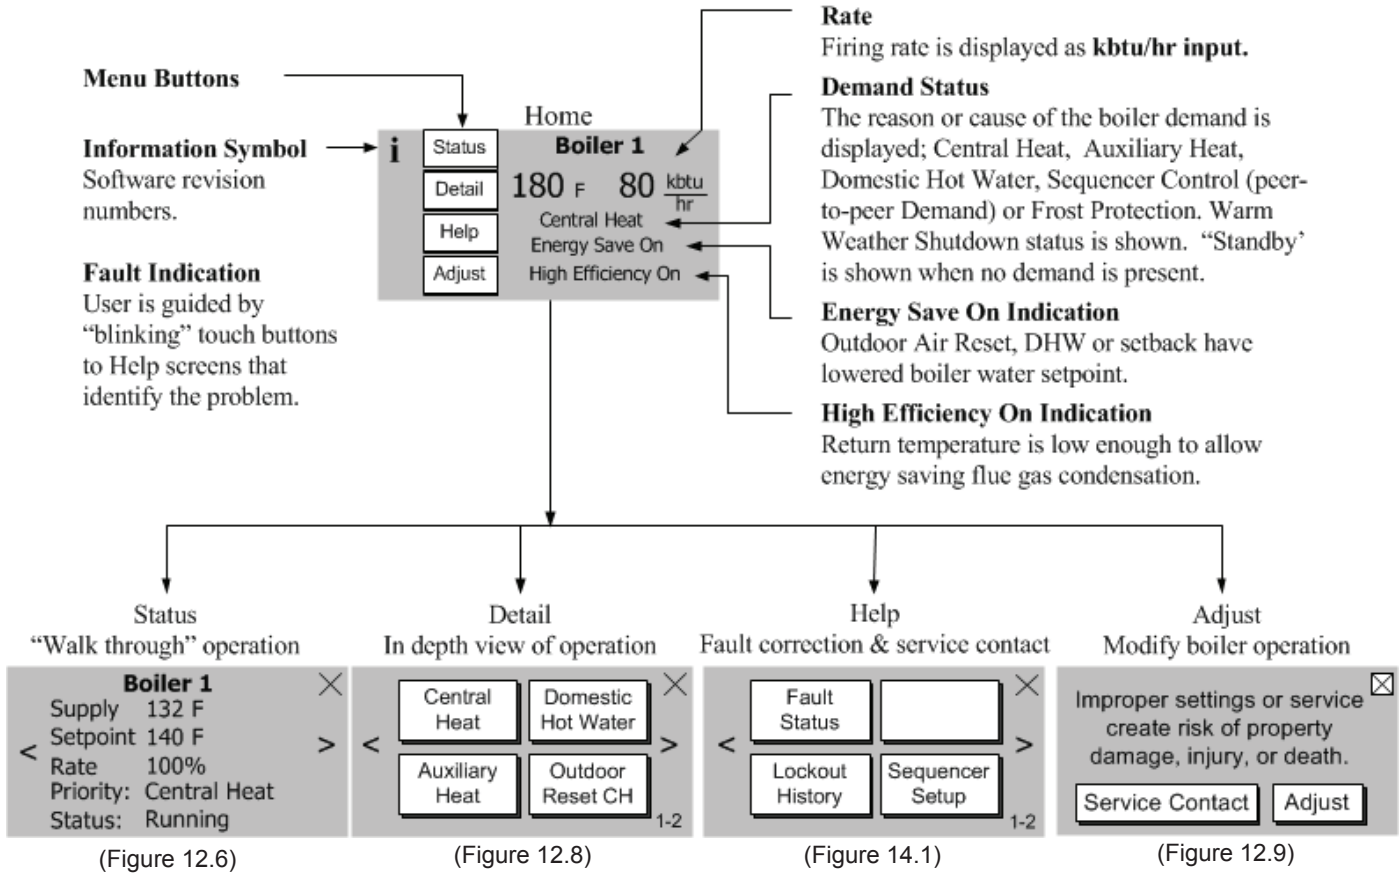 Menu Buttons
Information Symbol
Software revision
numbers.
Fault Indication
User is guided by
“blinking” touch buttons
to Help screens that
identify the problem.
Home
i
Status
Detail
Help
Adjust
Boiler 1
180 F 80 kbtu
hr
Central Heat
Energy Save On
High Efficiency On
Rate
Firing rate is displayed as kbtu/hr input.
Demand Status
The reason or cause of the boiler demand is
displayed; Central Heat, Auxiliary Heat,
Domestic Hot Water, Sequencer Control (peer-
to-peer Demand) or Frost Protection. Warm
Weather Shutdown status is shown. “Standby’
is shown when no demand is present.
Energy Save On Indication
Outdoor Air Reset, DHW or setback have
lowered boiler water setpoint.
High Efficiency On Indication
Return temperature is low enough to allow
energy saving flue gas condensation.
Status
“Walk through” operation
Boiler 1
Supply 132 F
< Setpoint 140 F >
Rate 100%
Priority: Central Heat
Status: Running
(Figure 12.6)
Detail
In depth view of operation
Central
Heat
Domestic
Hot Water
< >
Auxiliary
Heat
Outdoor
Reset CH
1-2
(Figure 12.8)
Help
Fault correction & service contact
Fault
Status
< >
Lockout
History
Sequencer
Setup
1-2
(Figure 14.1)
Adjust
Modify boiler operation
Improper settings or service
create risk of property
damage, injury, or death.
Service Contact
Adjust
(Figure 12.9)